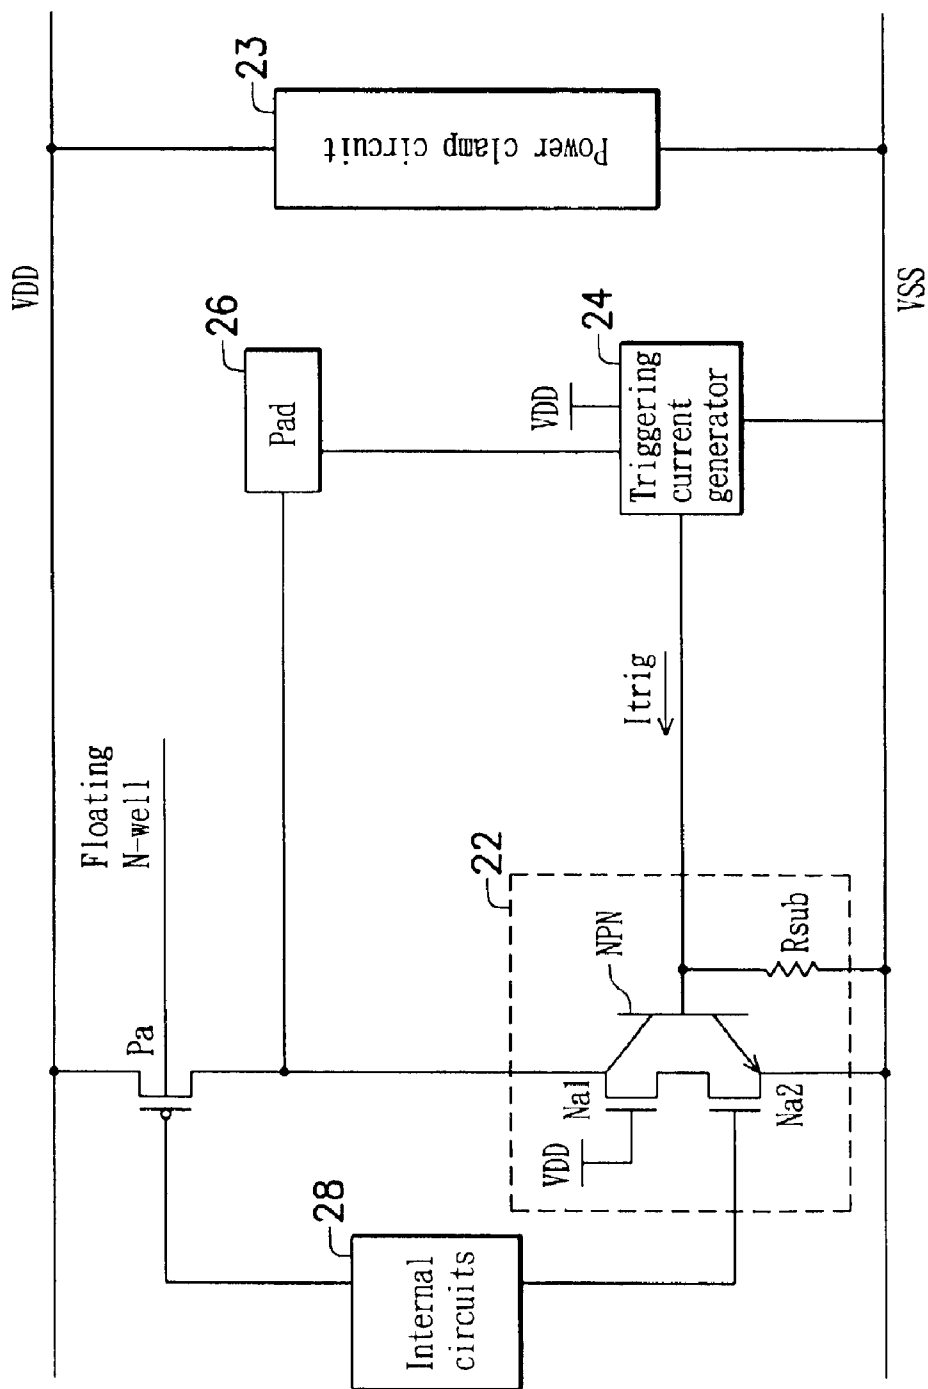 VDD
23
Power clamp circuit
26
Pad
VDD
24
Triggering
current
generator
VSS
Floating
N-well
Itrig
Pa
22
NPN
Rsub
Na1
VDD
Na2
28
Internal
circuits